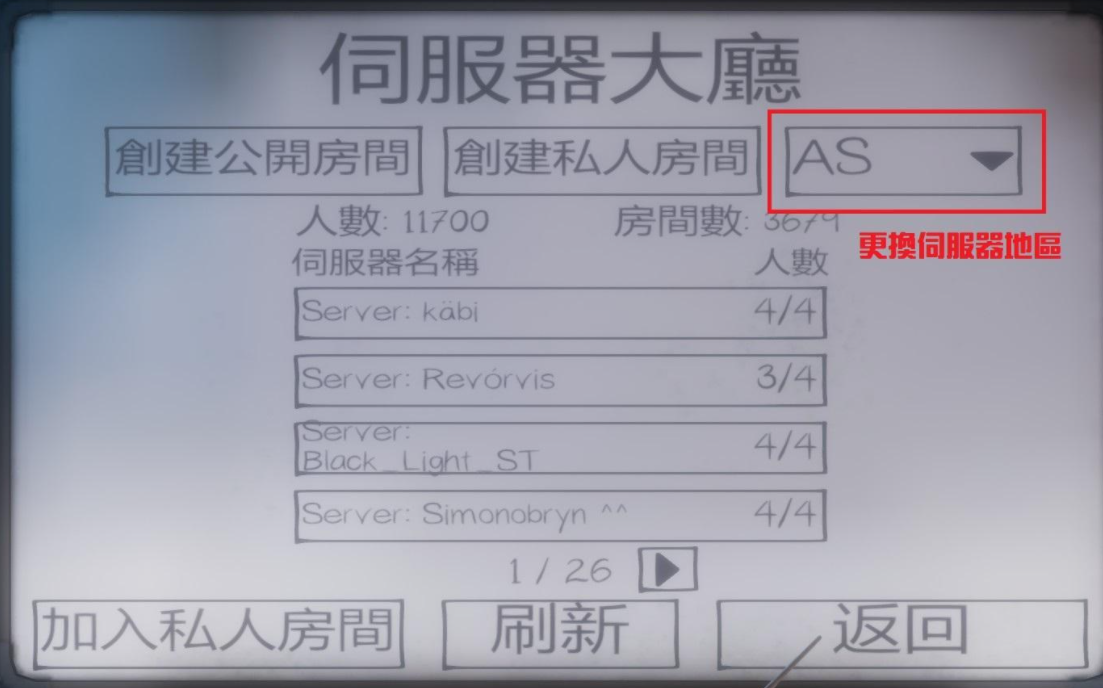 伺服器大廳
創建公開房間 創建私人房間 AS
人數: 11700 房間數: 3679
更換伺服器地區
伺服器名稱 人數
Server: käbi 4/4
Server: Revórvis 3/4
Server:
Black_Light_ST 4/4
Server: Simonobryn ^^ 4/4
1 / 26
加入私人房間 刷新 返回